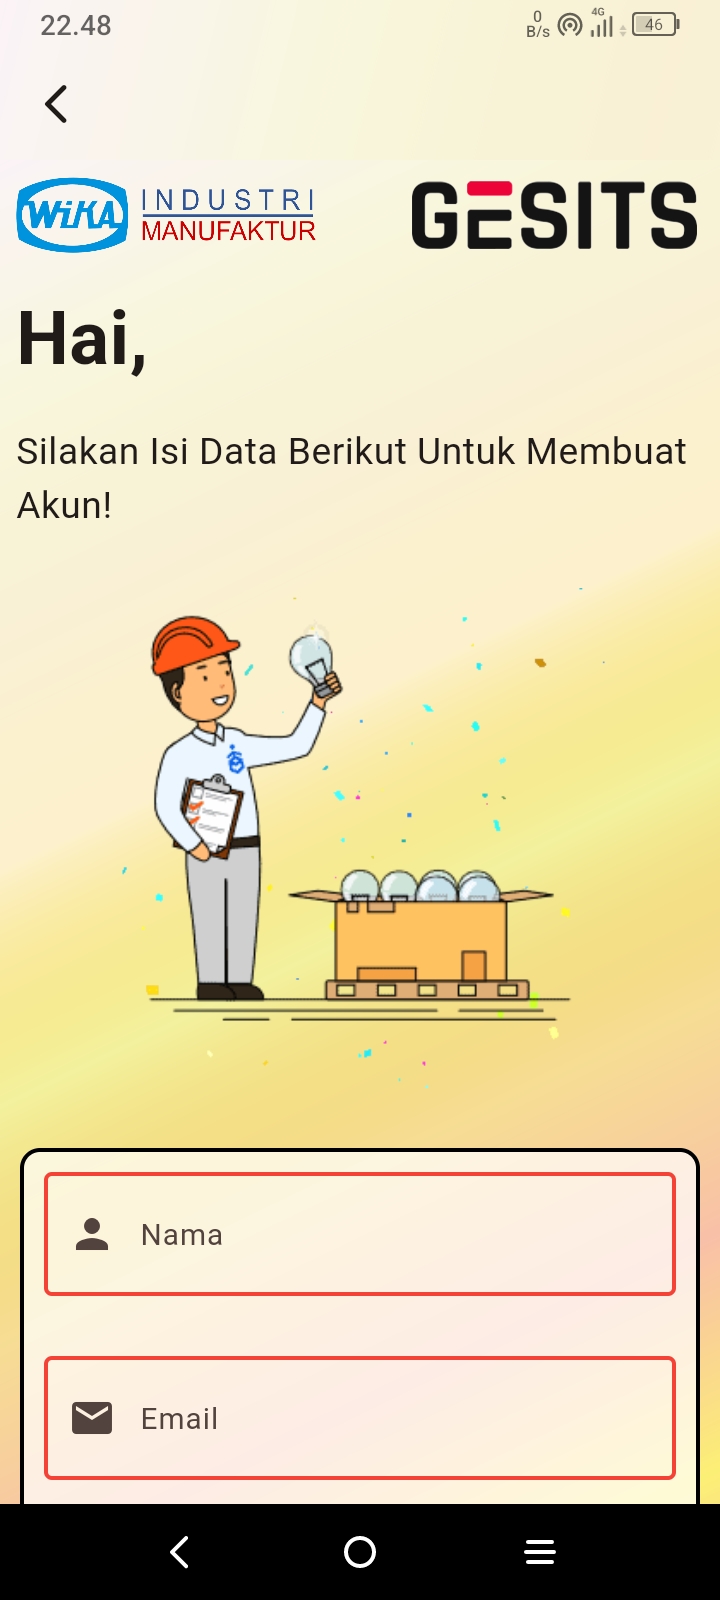 22.48
0
B/s
4G
46
WiKA
INDUSTRI
MANUFAKTUR
GESITS
Hai,
Silakan Isi Data Berikut Untuk Membuat
Akun!
Nama
Email